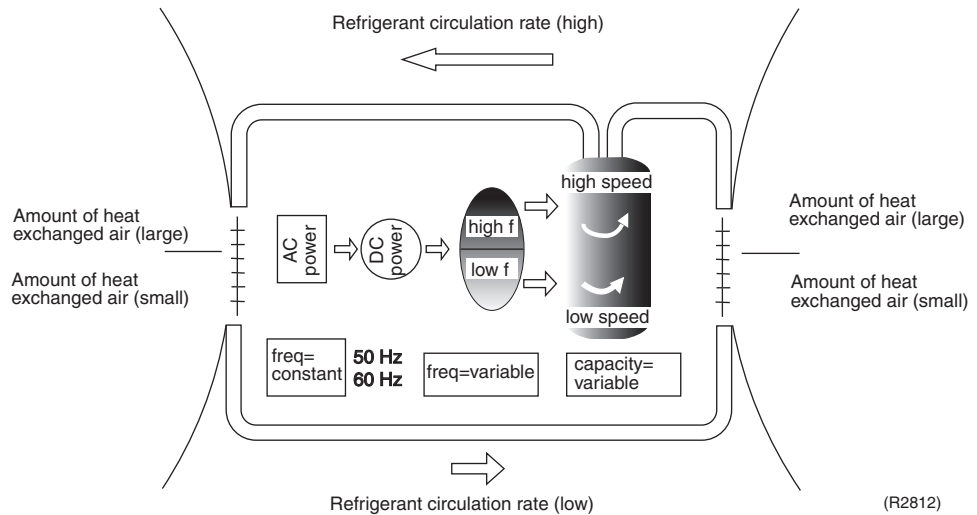 Refrigerant circulation rate (high)
high speed
Amount of heat
exchanged air (large)
Amount of heat
exchanged air (small)
AC
power
DC
power
high f
low f
Amount of heat
exchanged air (large)
Amount of heat
exchanged air (small)
low speed
freq=
constant
50 Hz
60 Hz
freq=variable
capacity=
variable
Refrigerant circulation rate (low)
(R2812)